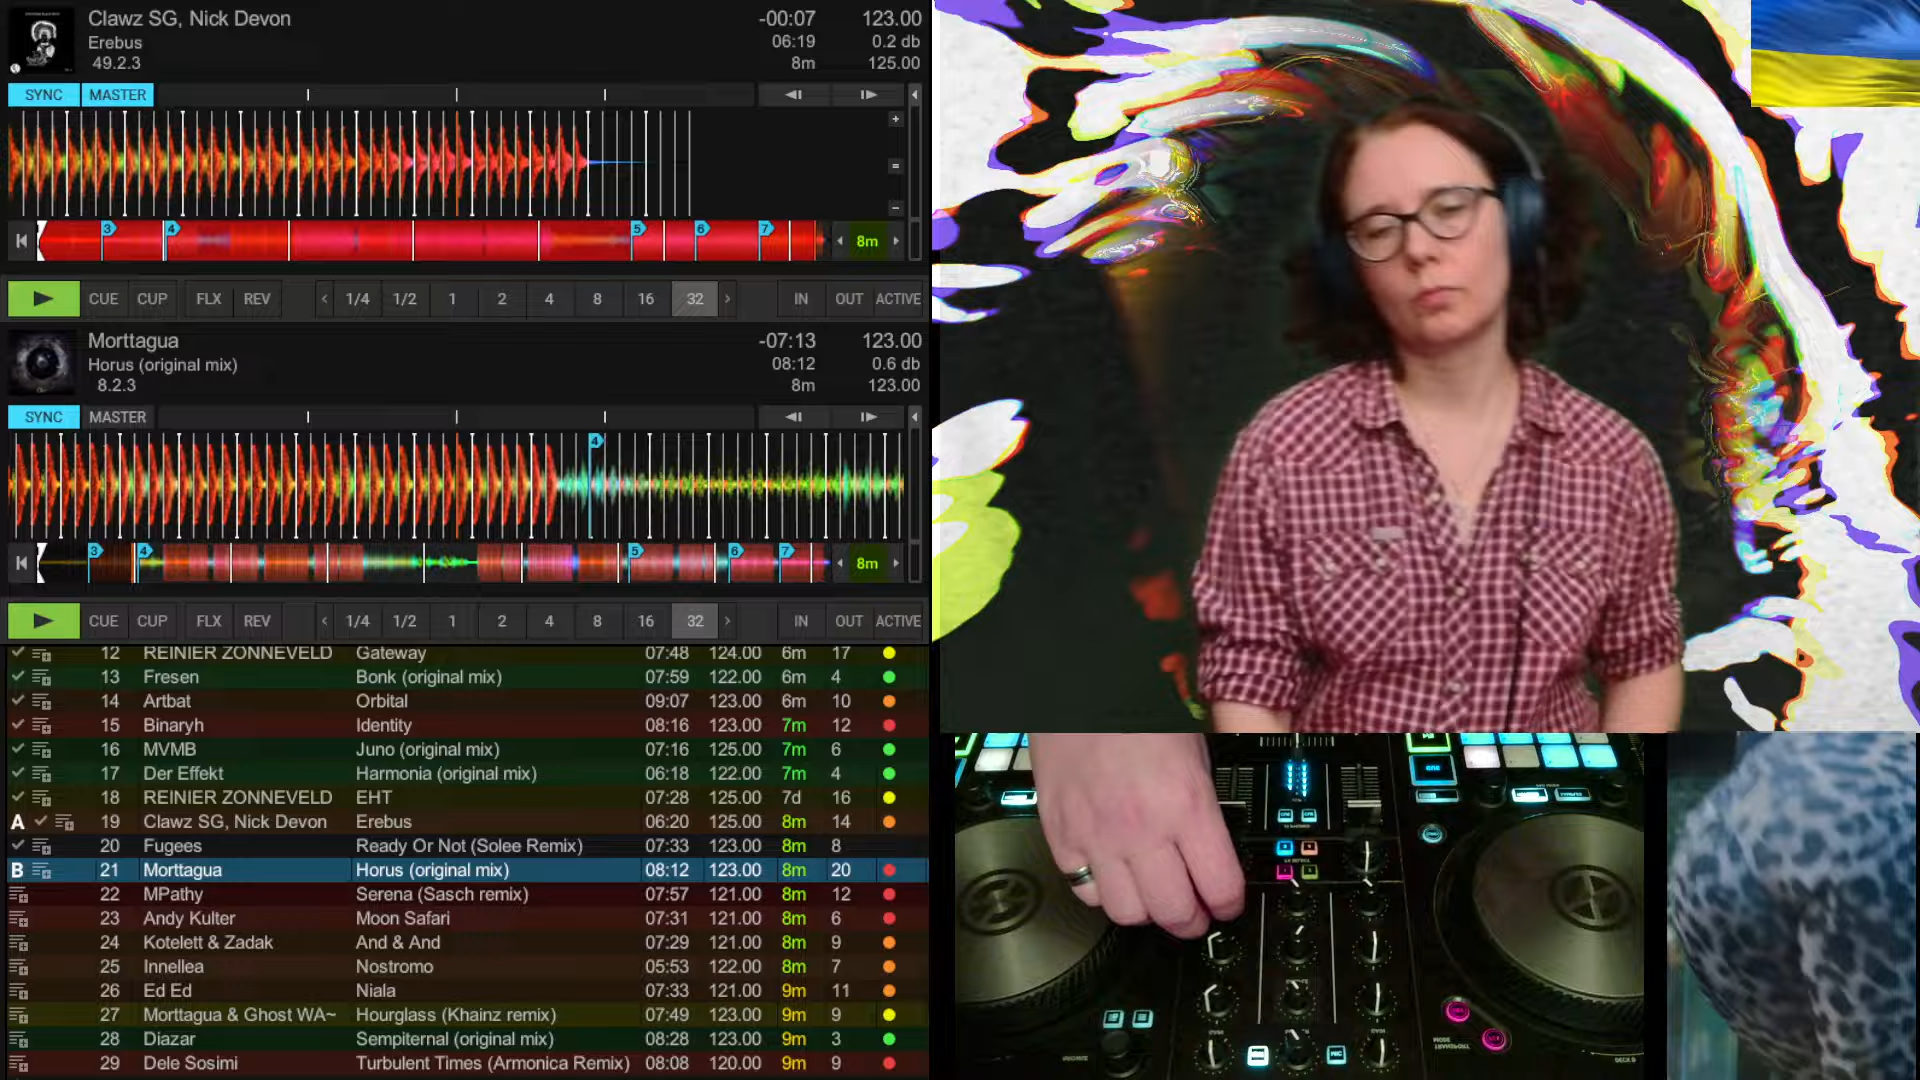 Clawz SG, Nick Devon -00:07 123.00
Erebus 06:19 0.2 db
49.2.3 8m 125.00
SYNC MASTER
3 4 5 6 7 8m
CUE CUP FLX REV 1/4 1/2 1 2 4 8 16 32 IN OUT ACTIVE
Morttagua -07:13 123.00
Horus (original mix) 08:12 0.6 db
8.2.3 8m 123.00
SYNC MASTER
4
3 4 5 6 7 8m
CUE CUP FLX REV 1/4 1/2 1 2 4 8 16 32 IN OUT ACTIVE
12 REINIER ZONNEVELD Gateway 07:48 124.00 6m 17
13 Fresen Bonk (original mix) 07:59 122.00 6m 4
14 Artbat Orbital 09:07 123.00 6m 10
15 Binaryh Identity 08:16 123.00 7m 12
16 MVMB Juno (original mix) 07:16 125.00 7m 6
17 Der Effekt Harmonia (original mix) 06:18 122.00 7m 4
18 REINIER ZONNEVELD EHT 07:28 125.00 7d 16
A 19 Clawz SG, Nick Devon Erebus 06:20 125.00 8m 14
20 Fugees Ready Or Not (Solee Remix) 07:33 123.00 8m 8
B 21 Morttagua Horus (original mix) 08:12 123.00 8m 20
22 MPathy Serena (Sasch remix) 07:57 121.00 8m 12
23 Andy Kulter Moon Safari 07:31 121.00 8m 6
24 Kotelett & Zadak And & And 07:29 121.00 8m 9
25 Innellea Nostromo 05:53 122.00 8m 7
26 Ed Ed Niala 07:33 121.00 9m 11
27 Morttagua & Ghost WA~ Hourglass (Khainz remix) 07:49 123.00 9m 9
28 Diazar Sempiternal (original mix) 08:28 123.00 9m 3
29 Dele Sosimi Turbulent Times (Armonica Remix) 08:08 120.00 9m 9